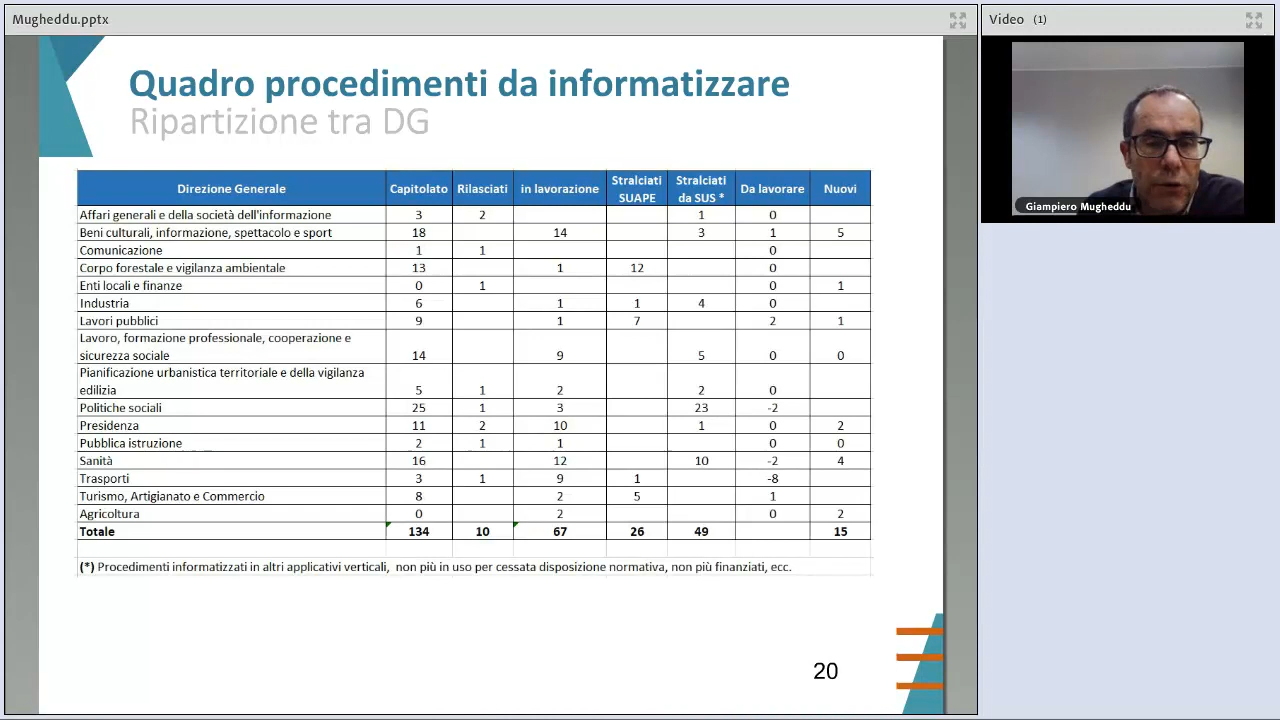 Mugheddu.pptx
Video (1)
Quadro procedimenti da informatizzare
Ripartizione tra DG
Direzione Generale Capitolato Rilasciati in lavorazione Stralciati SUAPE Stralciati da SUS * Da lavorare Nuovi
Affari generali e della società dell'informazione 3 2 1 0
Beni culturali, informazione, spettacolo e sport 18 14 3 1 5
Comunicazione 1 1 0
Corpo forestale e vigilanza ambientale 13 1 12 0
Enti locali e finanze 0 1 0 1
Industria 6 1 1 4 0
Lavori pubblici 9 1 7 2 1
Lavoro, formazione professionale, cooperazione e
sicurezza sociale 14 9 5 0 0
Pianificazione urbanistica territoriale e della vigilanza
edilizia 5 1 2 2 0
Politiche sociali 25 1 3 23 -2
Presidenza 11 2 10 1 0 2
Pubblica istruzione 2 1 1 0 0
Sanità 16 12 10 -2 4
Trasporti 3 1 9 1 -8
Turismo, Artigianato e Commercio 8 2 5 1
Agricoltura 0 2 0 2
Totale 134 10 67 26 49 15
(*) Procedimenti informatizzati in altri applicativi verticali, non più in uso per cessata disposizione normativa, non più finanziati, ecc.
20
Giampiero Mugheddu